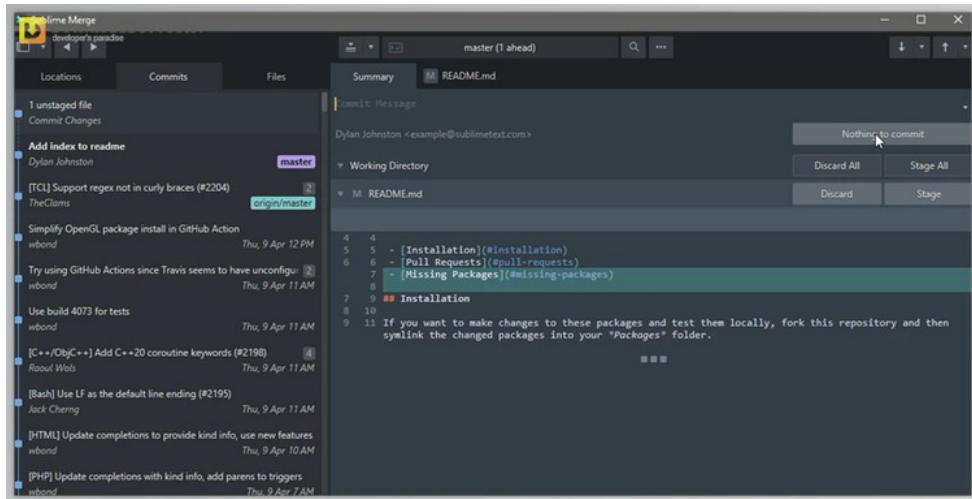 Sublime Merge
developer's paradise
master (1 ahead)
Locations
Commits
Files
Summary
M README.md
1 unstaged file
Commit Changes
Add index to readme
Dylan Johnston
master
[TCL] Support regex not in curly braces (#2204)
2
TheClams
origin/master
Simplify OpenGL package install in GitHub Action
wbond
Thu, 9 Apr 12 PM
Try using GitHub Actions since Travis seems to have unconfigu
2
wbond
Thu, 9 Apr 11 AM
Use build 4073 for tests
wbond
Thu, 9 Apr 11 AM
[C++/ObjC++] Add C++20 coroutine keywords (#2198)
4
Raoul Wols
Thu, 9 Apr 11 AM
[Bash] Use LF as the default line ending (#2195)
Jack Cherng
Thu, 9 Apr 11 AM
[HTML] Update completions to provide kind info, use new features
wbond
Thu, 9 Apr 10 AM
[PHP] Update completions with kind info, add parens to triggers
wbond
Thu, 9 Apr 7 AM
Commit Message
Dylan Johnston <example@sublimetext.com>
Nothing to commit
Working Directory
Discard All
Stage All
M README.md
Discard
Stage
4 4
5 5 - [Installation](#installation)
6 6 - [Pull Requests](#pull-requests)
7 - [Missing Packages](#missing-packages)
8
7 9 ## Installation
8 10
9 11 If you want to make changes to these packages and test them locally, fork this repository and then
symlink the changed packages into your *Packages* folder.